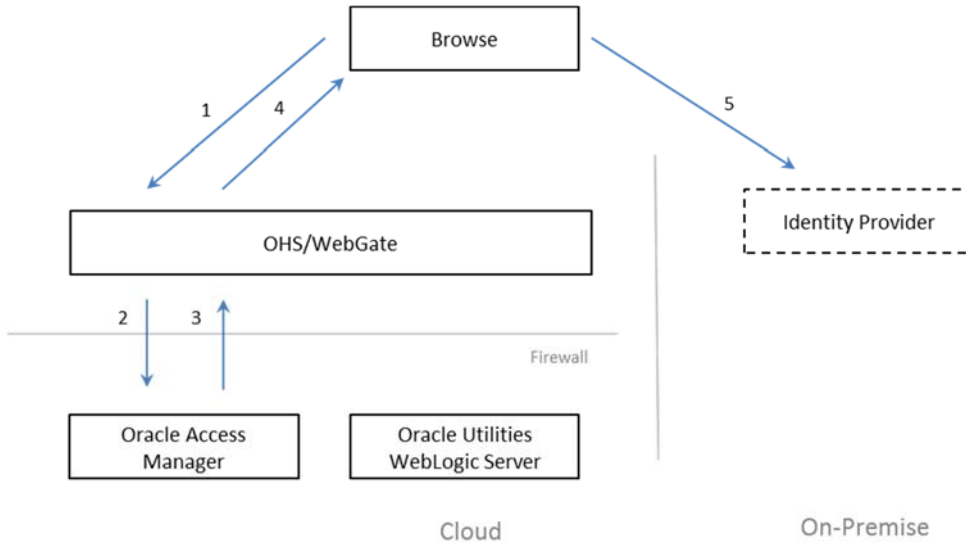 Browse
1
4
5
Identity Provider
OHS/WebGate
2
3
Firewall
Oracle Access
Manager
Oracle Utilities
WebLogic Server
Cloud
On-Premise